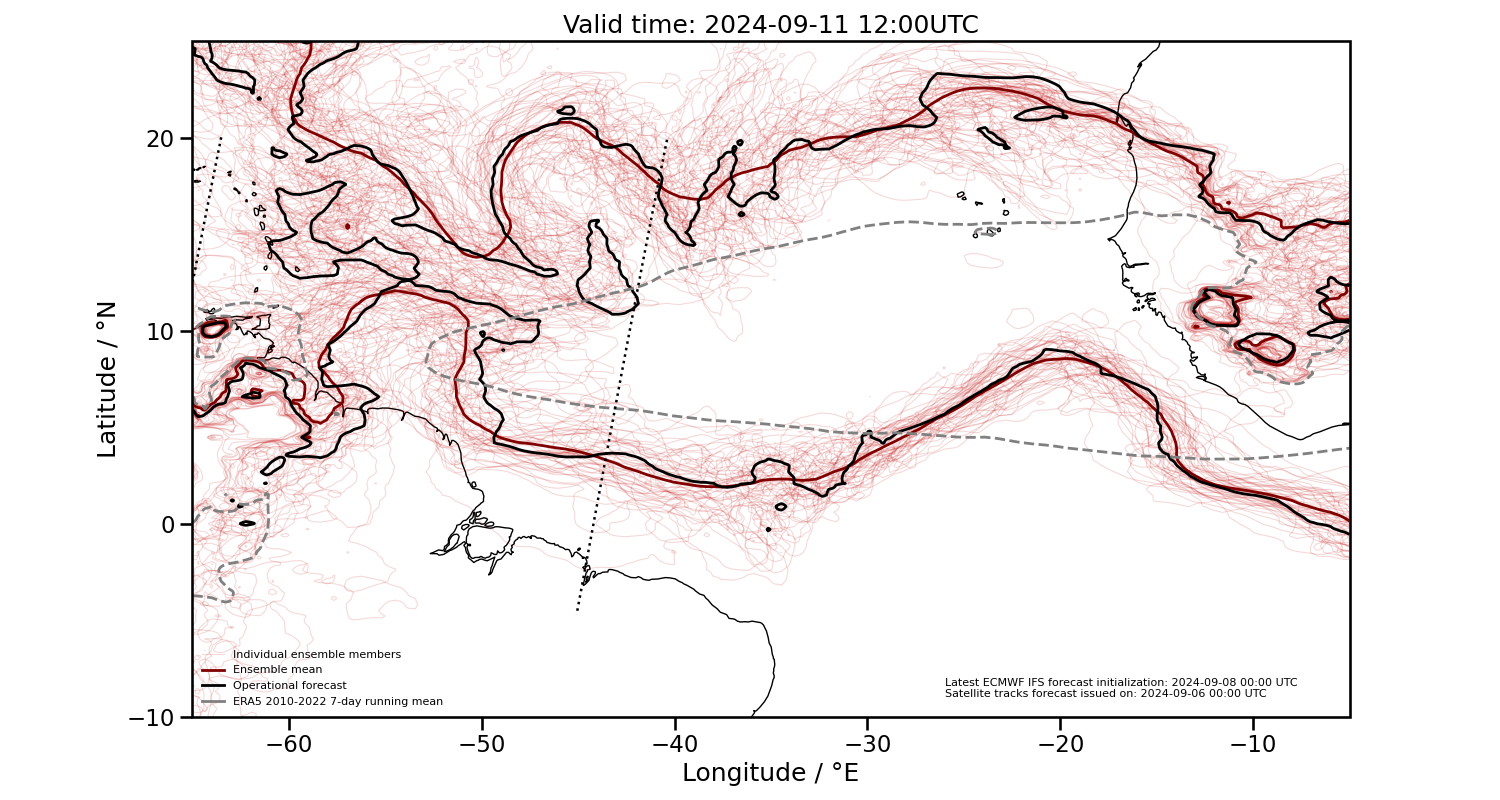 Valid time: 2024-09-11 12:00UTC
Latitude / °N
20
10
0
−10
Individual ensemble members
Ensemble mean
Operational forecast
ERA5 2010-2022 7-day running mean
Latest ECMWF IFS forecast initialization: 2024-09-08 00:00 UTC
Satellite tracks forecast issued on: 2024-09-06 00:00 UTC
−60
−50
−40
−30
−20
−10
Longitude / °E